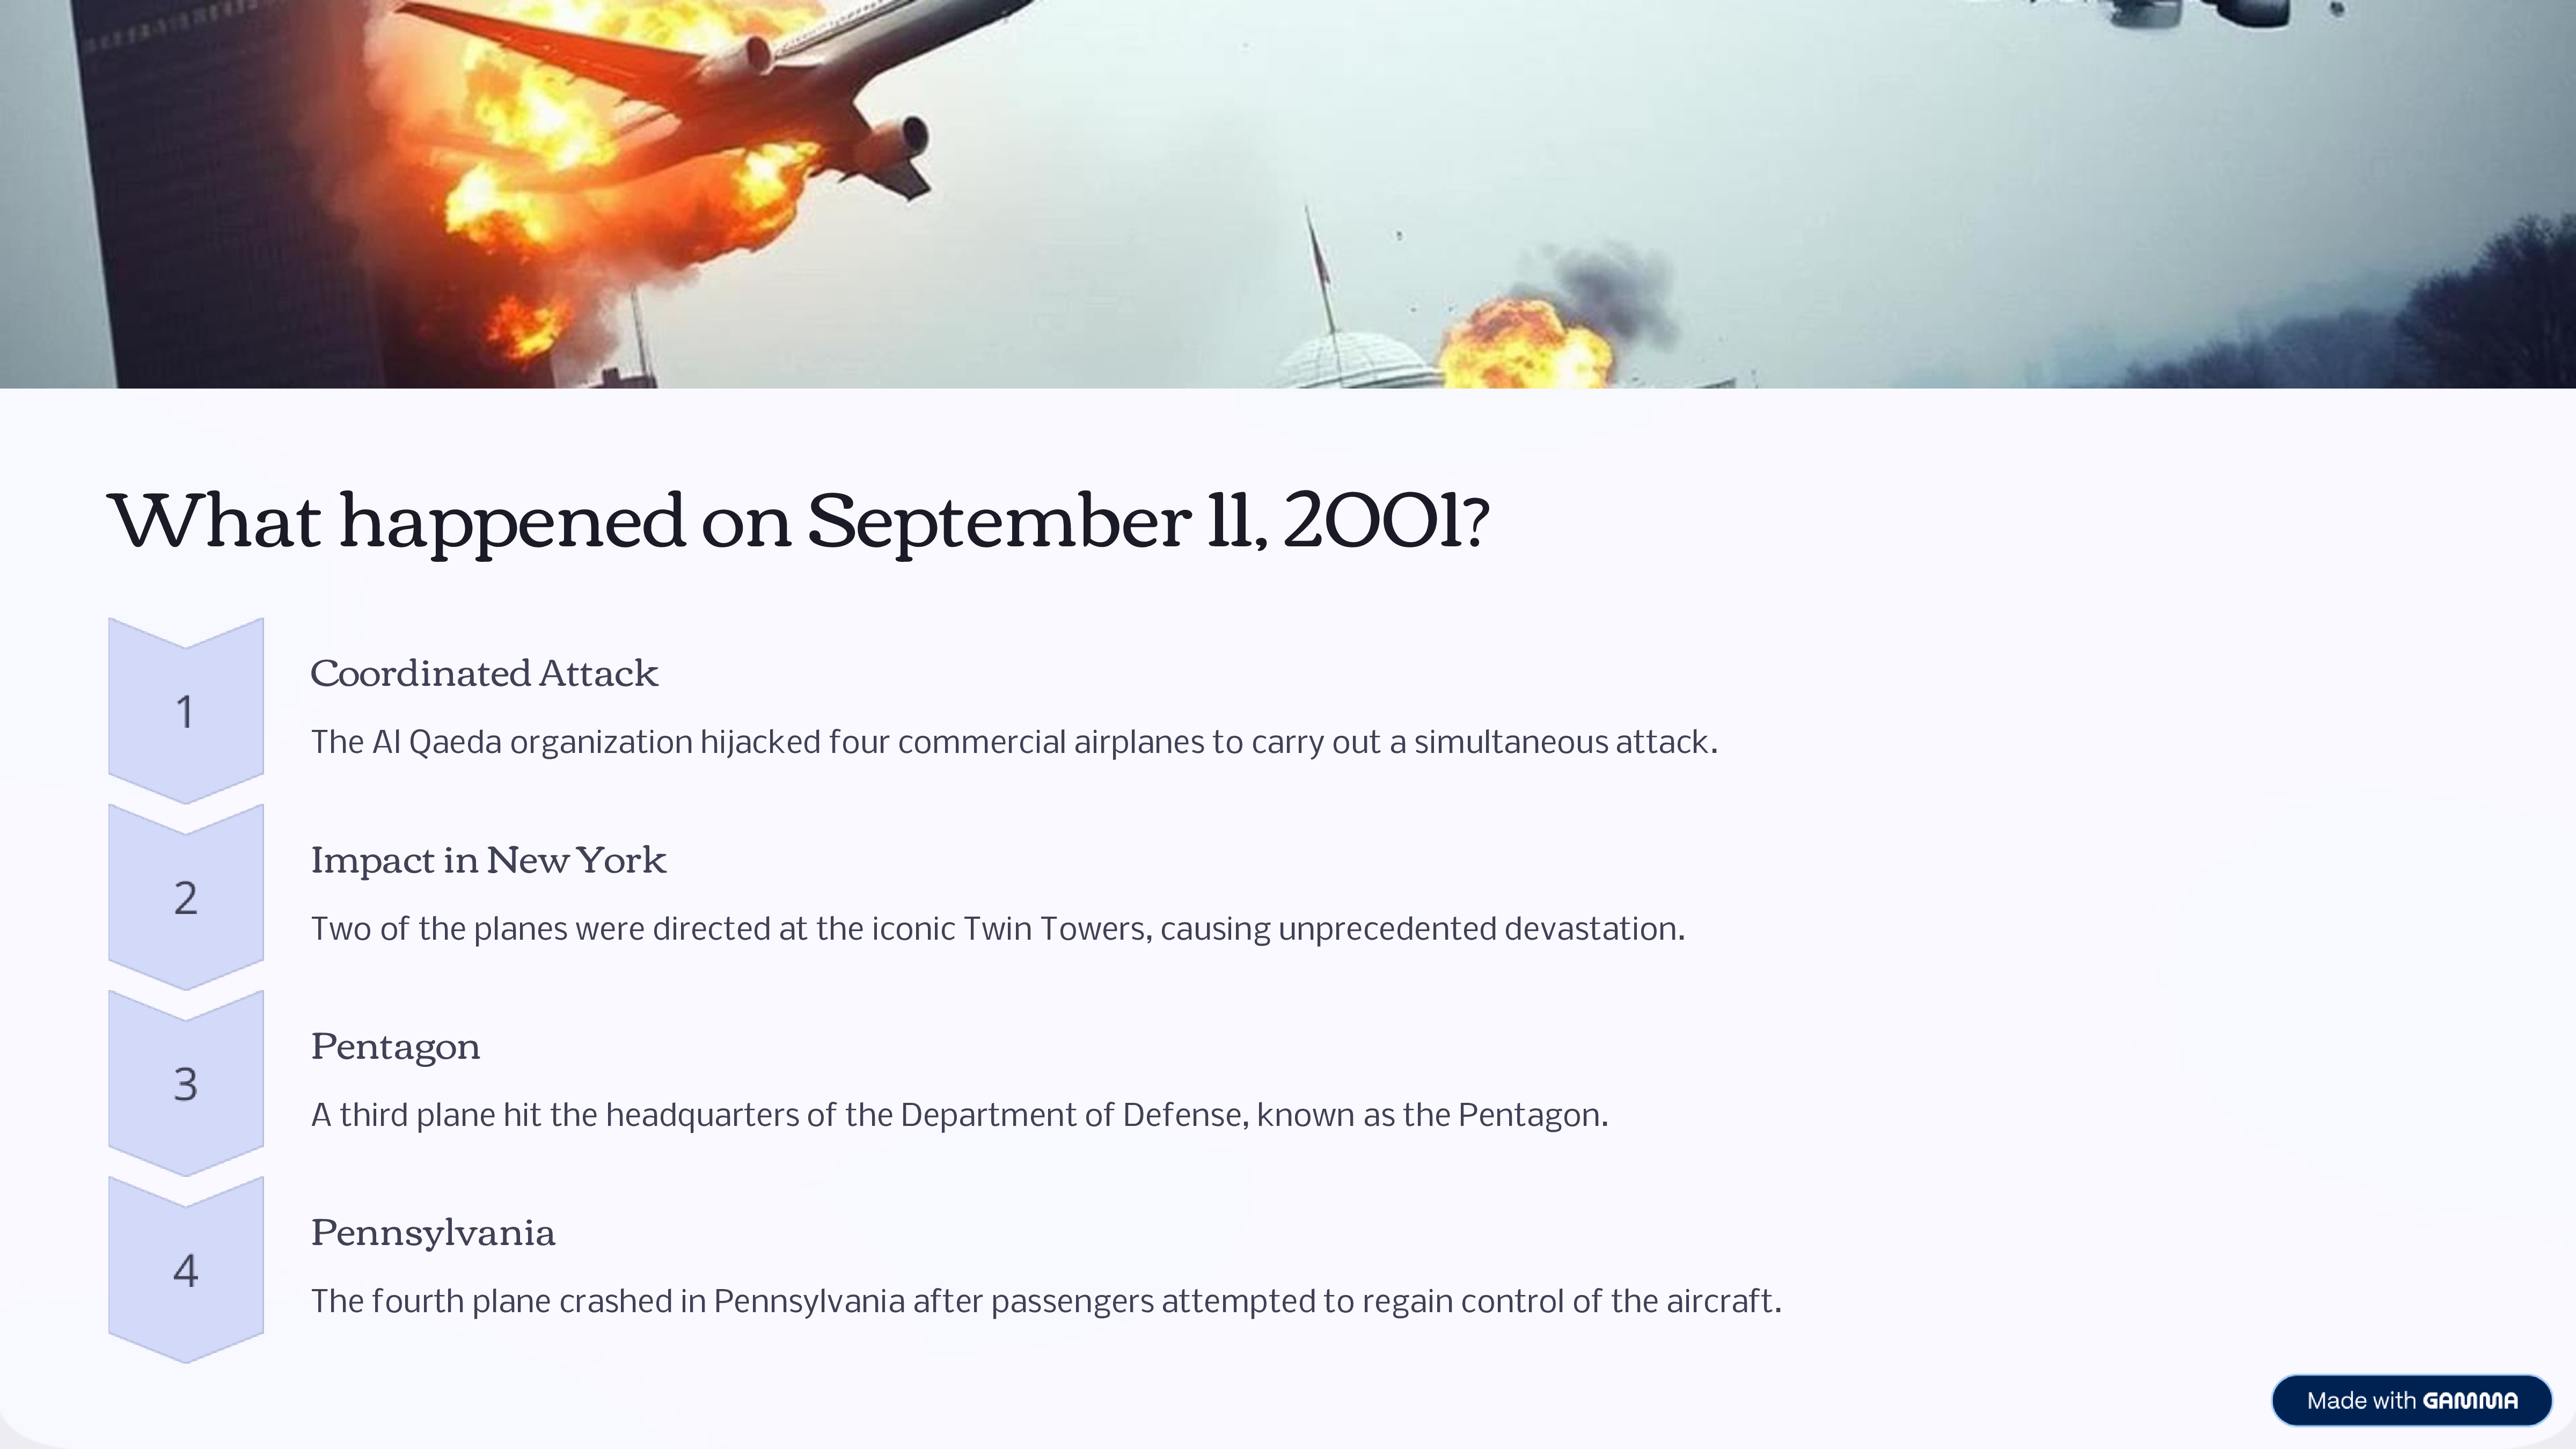 What happened on September 11, 2001?
1
Coordinated Attack
The Al Qaeda organization hijacked four commercial airplanes to carry out a simultaneous attack.
2
Impact in New York
Two of the planes were directed at the iconic Twin Towers, causing unprecedented devastation.
3
Pentagon
A third plane hit the headquarters of the Department of Defense, known as the Pentagon.
4
Pennsylvania
The fourth plane crashed in Pennsylvania after passengers attempted to regain control of the aircraft.
Made with GAMMA